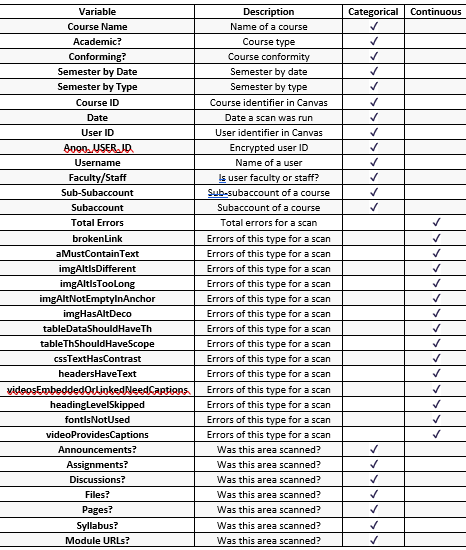 Variable Description Categorical Continuous
Course Name Name of a course ✓
Academic? Course type ✓
Conforming? Course conformity ✓
Semester by Date Semester by date ✓
Semester by Type Semester by type ✓
Course ID Course identifier in Canvas ✓
Date Date a scan was run ✓
User ID User identifier in Canvas ✓
Anon_USER_ID Encrypted user ID ✓
Username Name of a user ✓
Faculty/Staff Is user faculty or staff? ✓
Sub-Subaccount Sub-subaccount of a course ✓
Subaccount Subaccount of a course ✓
Total Errors Total errors for a scan ✓
brokenLink Errors of this type for a scan ✓
aMustContainText Errors of this type for a scan ✓
imgAltIsDifferent Errors of this type for a scan ✓
imgAltIsTooLong Errors of this type for a scan ✓
imgAltNotEmptyInAnchor Errors of this type for a scan ✓
imgHasAltDeco Errors of this type for a scan ✓
tableDataShouldHaveTh Errors of this type for a scan ✓
tableThShouldHaveScope Errors of this type for a scan ✓
cssTextHasContrast Errors of this type for a scan ✓
headersHaveText Errors of this type for a scan ✓
videosEmbeddedOrLinkedNeedCaptions Errors of this type for a scan ✓
headingLevelSkipped Errors of this type for a scan ✓
fontIsNotUsed Errors of this type for a scan ✓
videoProvidesCaptions Errors of this type for a scan ✓
Announcements? Was this area scanned? ✓
Assignments? Was this area scanned? ✓
Discussions? Was this area scanned? ✓
Files? Was this area scanned? ✓
Pages? Was this area scanned? ✓
Syllabus? Was this area scanned? ✓
Module URLs? Was this area scanned? ✓